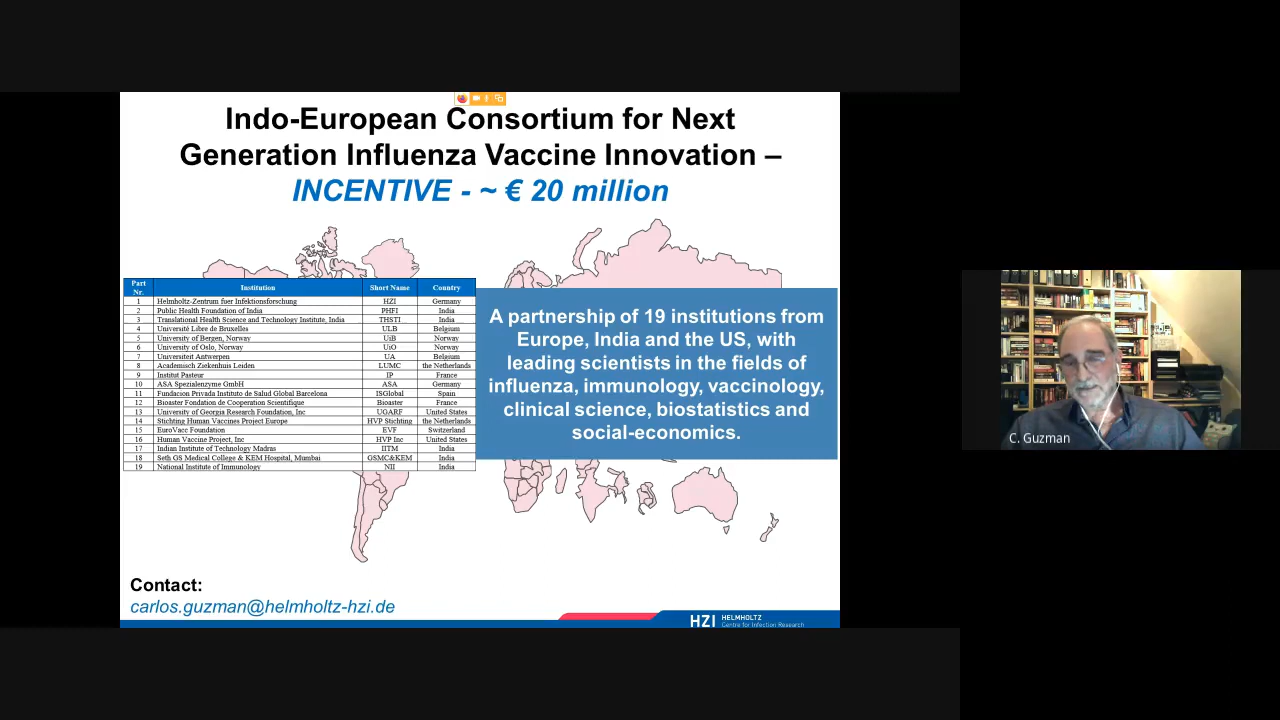 Indo-European Consortium for Next
Generation Influenza Vaccine Innovation –
INCENTIVE - ~ € 20 million
Part Nr. Institution Short Name Country
1 Helmholtz-Zentrum fuer Infektionsforschung HZI Germany
2 Public Health Foundation of India PHFI India
3 Translational Health Science and Technology Institute, India THSTI India
4 Université Libre de Bruxelles ULB Belgium
5 University of Bergen, Norway UiB Norway
6 University of Oslo, Norway UiO Norway
7 Universiteit Antwerpen UA Belgium
8 Academisch Ziekenhuis Leiden LUMC the Netherlands
9 Institut Pasteur IP France
10 ASA Spezialenzyme GmbH ASA Germany
11 Fundacion Privada Instituto de Salud Global Barcelona ISGlobal Spain
12 Bioaster Fondation de Cooperation Scientifique Bioaster France
13 University of Georgia Research Foundation, Inc UGARF United States
14 Stichting Human Vaccines Project Europe HVP Stichting the Netherlands
15 EuroVacc Foundation EVF Switzerland
16 Human Vaccine Project, Inc HVP Inc United States
17 Indian Institute of Technology Madras IITM India
18 Seth GS Medical College & KEM Hospital, Mumbai GSMC&KEM India
19 National Institute of Immunology NII India
A partnership of 19 institutions from
Europe, India and the US, with
leading scientists in the fields of
influenza, immunology, vaccinology,
clinical science, biostatistics and
social-economics.
Contact:
carlos.guzman@helmholtz-hzi.de
HZI HELMHOLTZ
Centre for Infection Research
C. Guzman